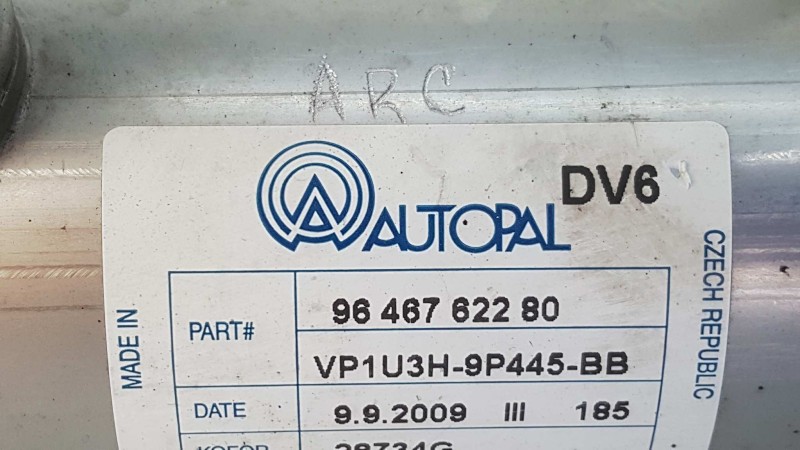 ARC
AUTOPAL
DV6
MADE IN
CZECH REPUBLIC
PART# 96 467 622 80
VP1U3H-9P445-BB
DATE 9.9.2009 III 185